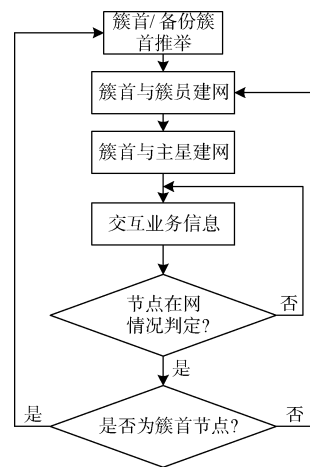 簇首/备份簇
首推举
簇首与簇员建网
簇首与主星建网
交互业务信息
节点在网
情况判定?
否
是
是
是否为簇首节点?
否